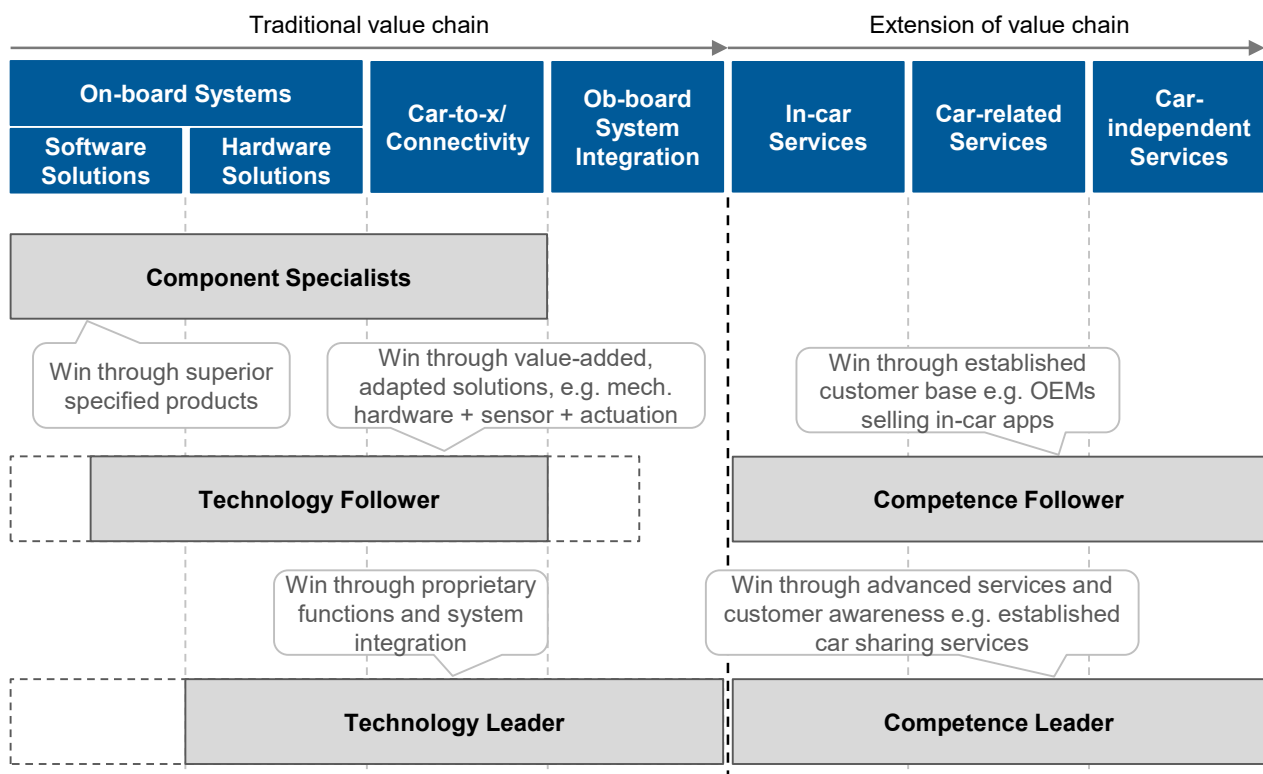 Traditional value chain
Extension of value chain
On-board Systems
Software
Solutions
Hardware
Solutions
Car-to-x/
Connectivity
Ob-board
System
Integration
In-car
Services
Car-related
Services
Car-
independent
Services
Component Specialists
Win through superior
specified products
Win through value-added,
adapted solutions, e.g. mech.
hardware + sensor + actuation
Win through established
customer base e.g. OEMs
selling in-car apps
Technology Follower
Competence Follower
Win through proprietary
functions and system
integration
Win through advanced services and
customer awareness e.g. established
car sharing services
Technology Leader
Competence Leader